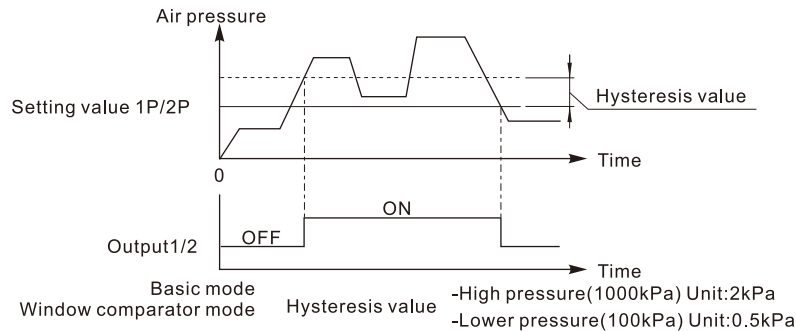 Air pressure
Setting value 1P/2P
Hysteresis value
Time
0
ON
OFF
Output1/2
Time
Basic mode
Window comparator mode
Hysteresis value
-High pressure(1000kPa) Unit:2kPa
-Lower pressure(100kPa) Unit:0.5kPa